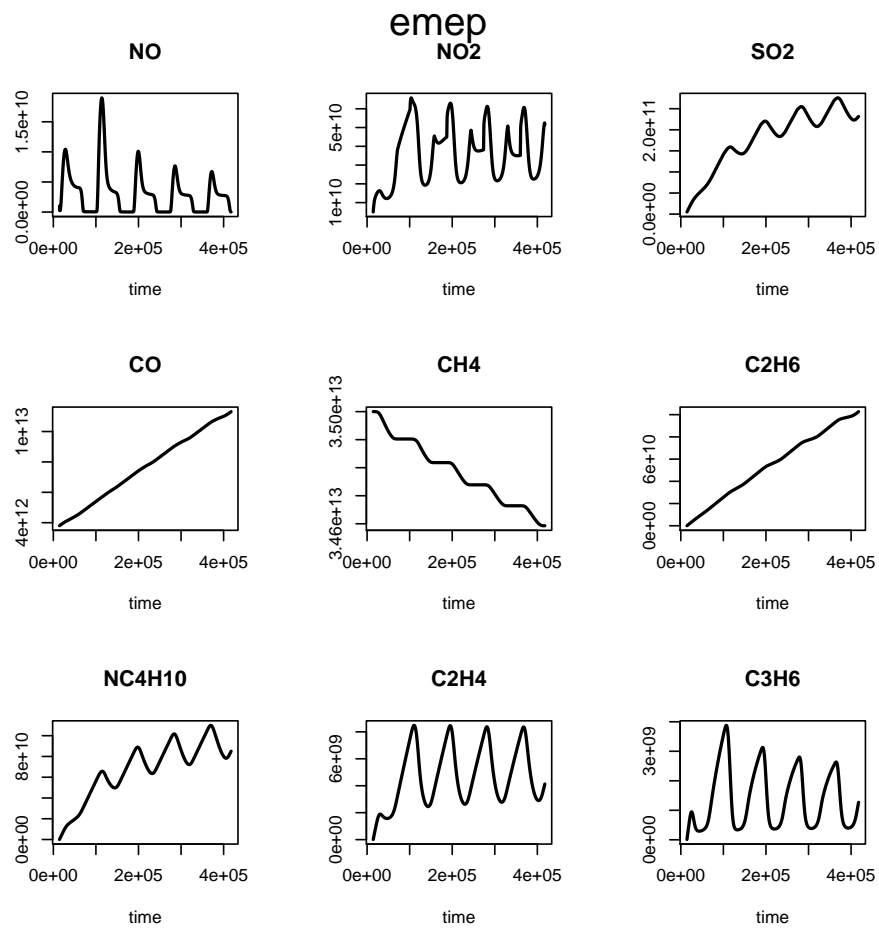 emep
NO NO2 SO2
0.0e+00 1.5e+10
0e+00 2e+05 4e+05
time
1e+10 5e+10
0e+00 2e+05 4e+05
time
0.0e+00 2.0e+11
0e+00 2e+05 4e+05
time
CO CH4 C2H6
4e+12 1e+13
0e+00 2e+05 4e+05
time
3.46e+13 3.50e+13
0e+00 2e+05 4e+05
time
0e+00 6e+10
0e+00 2e+05 4e+05
time
NC4H10 C2H4 C3H6
0e+00 8e+10
0e+00 2e+05 4e+05
time
0e+00 6e+09
0e+00 2e+05 4e+05
time
0e+00 3e+09
0e+00 2e+05 4e+05
time